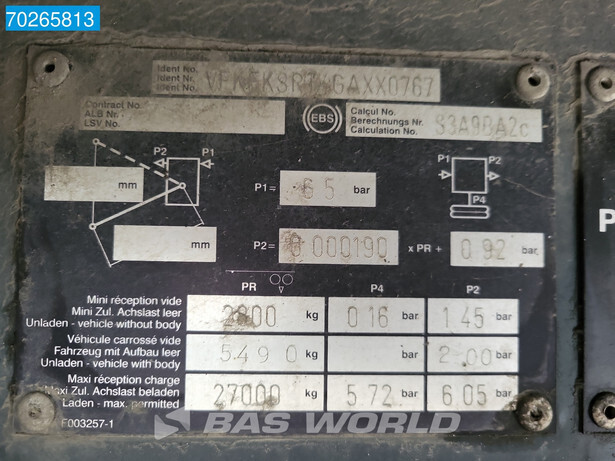 70265813
Ident No.
Ident Nr.
Ident No.
Contract No
ALB Nr.
LSV No.
EBS
Calcul No.
Berechnungs Nr.
Calculation No.
S3A9BA2c
P2 P1
mm
mm
P1= 6 5 bar
P1 P2
P4
P2= 0 000190 x PR + 0 92 bar
PR P4 P2
Mini réception vide
Mini Zul. Achslast leer
Unladen - vehicle without body
2800 kg 0 16 bar 1 45 bar
Véhicule carrossé vide
Fahrzeug mit Aufbau leer
Unladen - vehicle with body
5490 kg bar 2 00 bar
Maxi réception charge
Maxi Zul. Achslast beladen
Laden - max. permitted
27000 kg 5 72 bar 6 05 bar
F003257-1
BAS WORLD
P